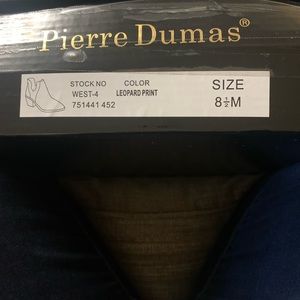 Pierre Dumas®
STOCK NO COLOR SIZE
WEST-4 LEOPARD PRINT 8½M
751441 452